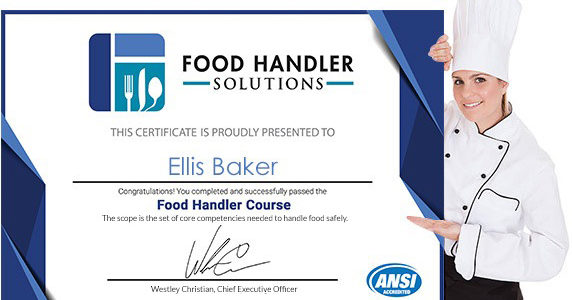 FOOD HANDLER
SOLUTIONS
THIS CERTIFICATE IS PROUDLY PRESENTED TO
Ellis Baker
Congratulations! You completed and successfully passed the
Food Handler Course
The scope is the set of core competencies needed to handle food safely.
Westley Christian, Chief Executive Officer
ANSI
ACCREDITED